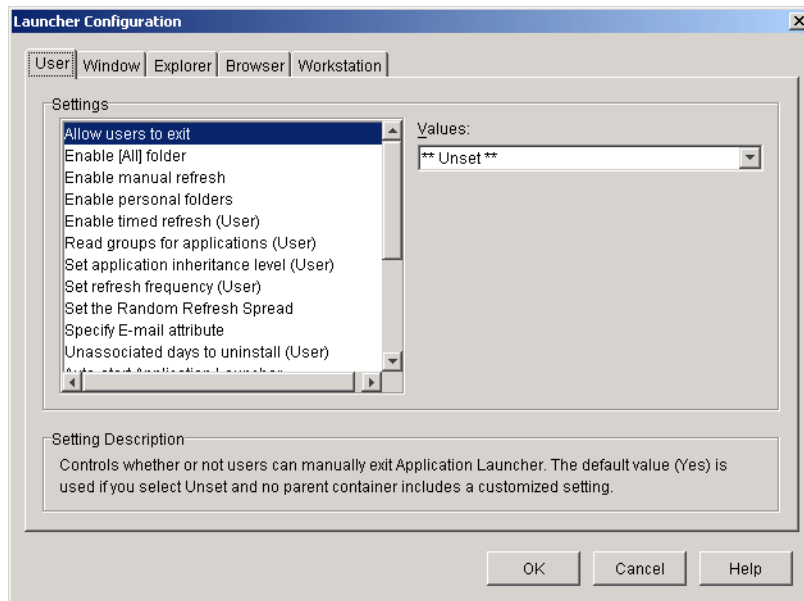 Launcher Configuration
User Window Explorer Browser Workstation
Settings
Allow users to exit
Enable [All] folder
Enable manual refresh
Enable personal folders
Enable timed refresh (User)
Read groups for applications (User)
Set application inheritance level (User)
Set refresh frequency (User)
Set the Random Refresh Spread
Specify E-mail attribute
Unassociated days to uninstall (User)
Auto-start Application Launcher
Values:
** Unset **
Setting Description
Controls whether or not users can manually exit Application Launcher. The default value (Yes) is
used if you select Unset and no parent container includes a customized setting.
OK Cancel Help